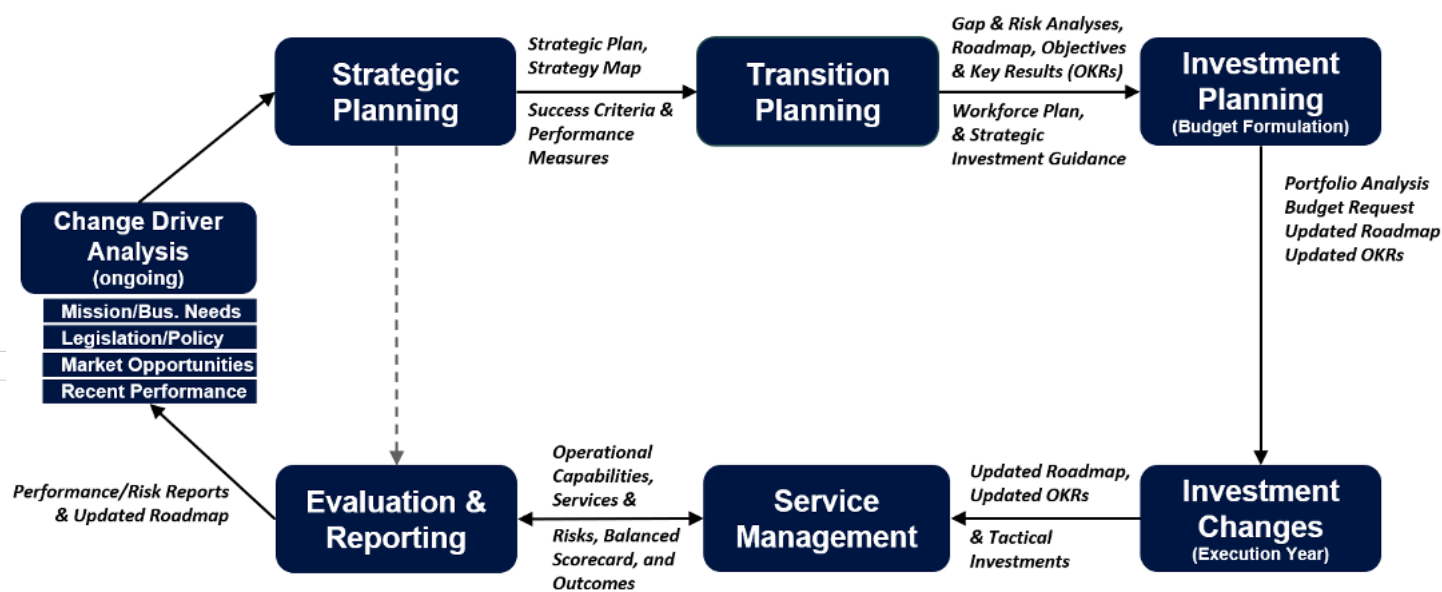 Strategic
Planning
Strategic Plan,
Strategy Map
Success Criteria &
Performance
Measures
Transition
Planning
Gap & Risk Analyses,
Roadmap, Objectives
& Key Results (OKRs)
Workforce Plan,
& Strategic
Investment Guidance
Investment
Planning
(Budget Formulation)
Portfolio Analysis
Budget Request
Updated Roadmap
Updated OKRs
Change Driver
Analysis
(ongoing)
Mission/Bus. Needs
Legislation/Policy
Market Opportunities
Recent Performance
Performance/Risk Reports
& Updated Roadmap
Evaluation &
Reporting
Operational
Capabilities,
Services &
Risks, Balanced
Scorecard, and
Outcomes
Service
Management
Updated Roadmap,
Updated OKRs
& Tactical
Investments
Investment
Changes
(Execution Year)